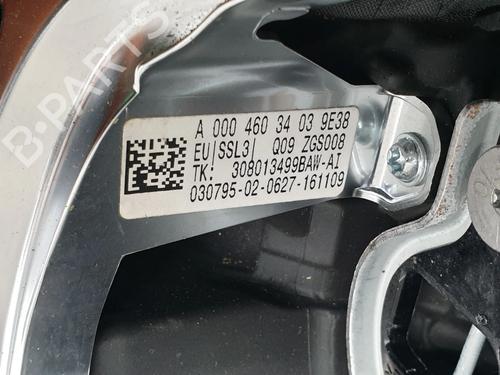 B-PARTS
A 000 460 34 03 9E38
EU|SSL3| Q09 ZGS008
TK: 308013499BAW-AI
030795-02-0627-161109